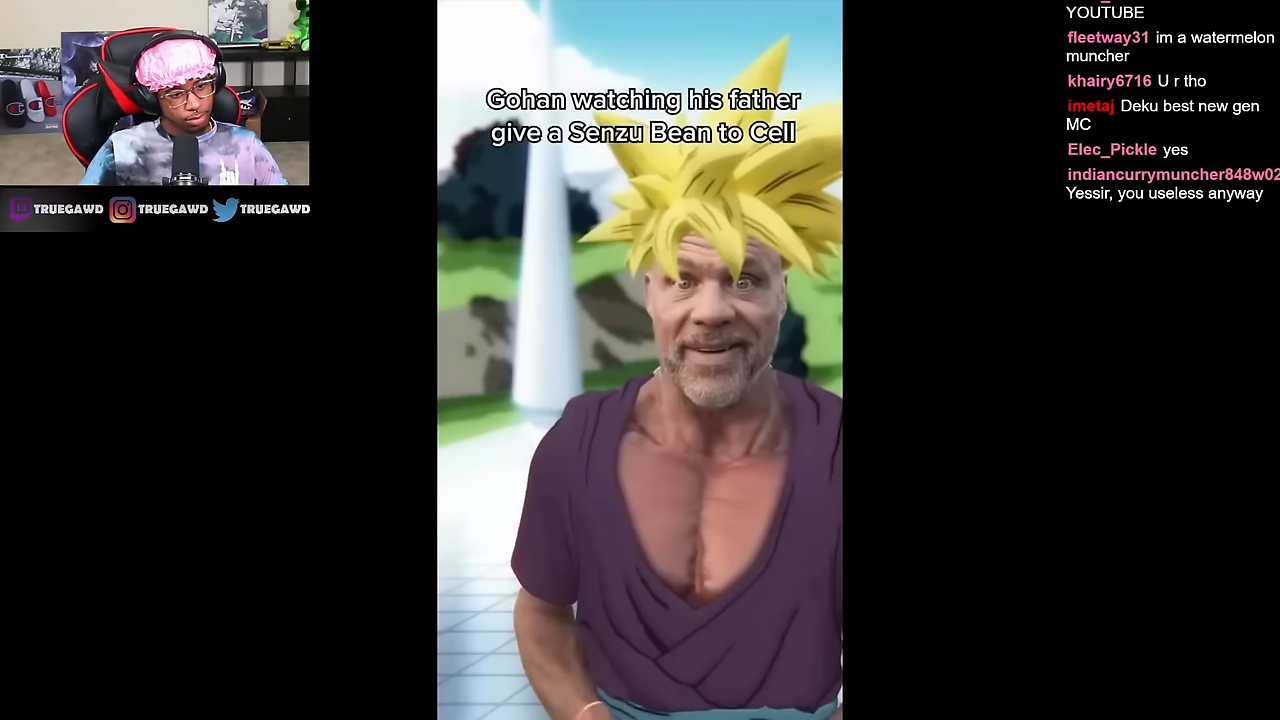 TRUEGAWD TRUEGAWD TRUEGAWD
Gohan watching his father
give a Senzu Bean to Cell
YOUTUBE
fleetway31 im a watermelon
muncher
khairy6716 U r tho
imetaj Deku best new gen
MC
Elec_Pickle yes
indiancurrymuncher848w02
Yessir, you useless anyway